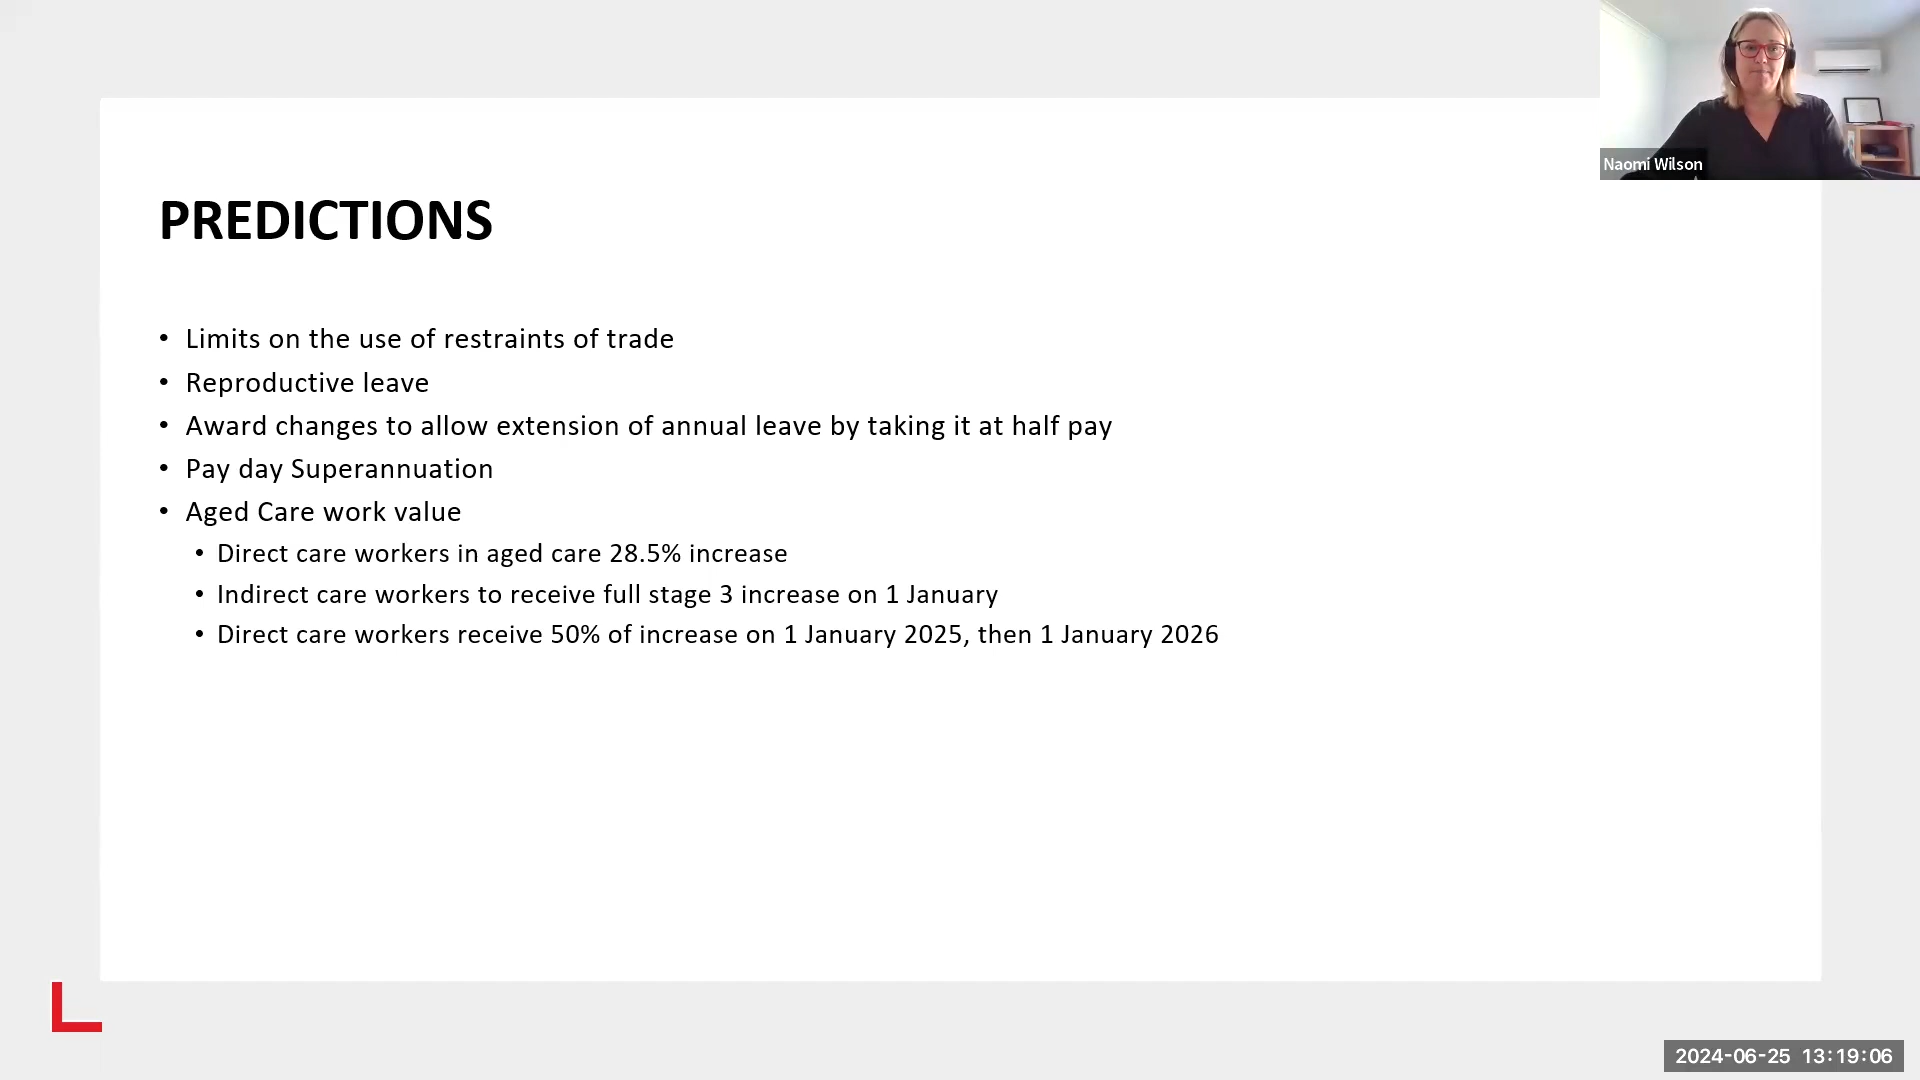 Naomi Wilson
PREDICTIONS
• Limits on the use of restraints of trade
• Reproductive leave
• Award changes to allow extension of annual leave by taking it at half pay
• Pay day Superannuation
• Aged Care work value
• Direct care workers in aged care 28.5% increase
• Indirect care workers to receive full stage 3 increase on 1 January
• Direct care workers receive 50% of increase on 1 January 2025, then 1 January 2026
2024-06-25 13:19:06